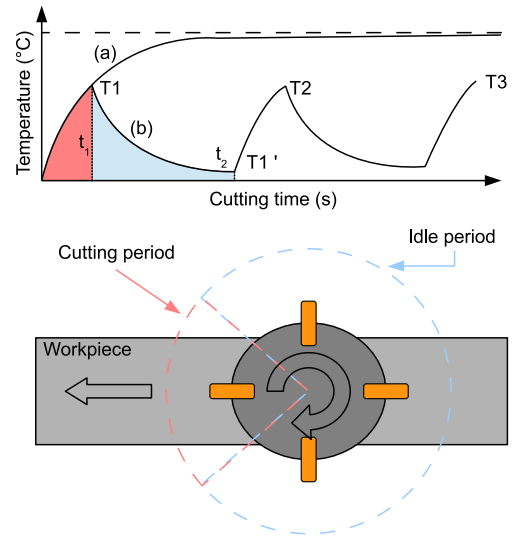 Temperature (°C)
(a)
T1
T2
T3
(b)
t1
t2
T1 '
Cutting time (s)
Idle period
Cutting period
Workpiece